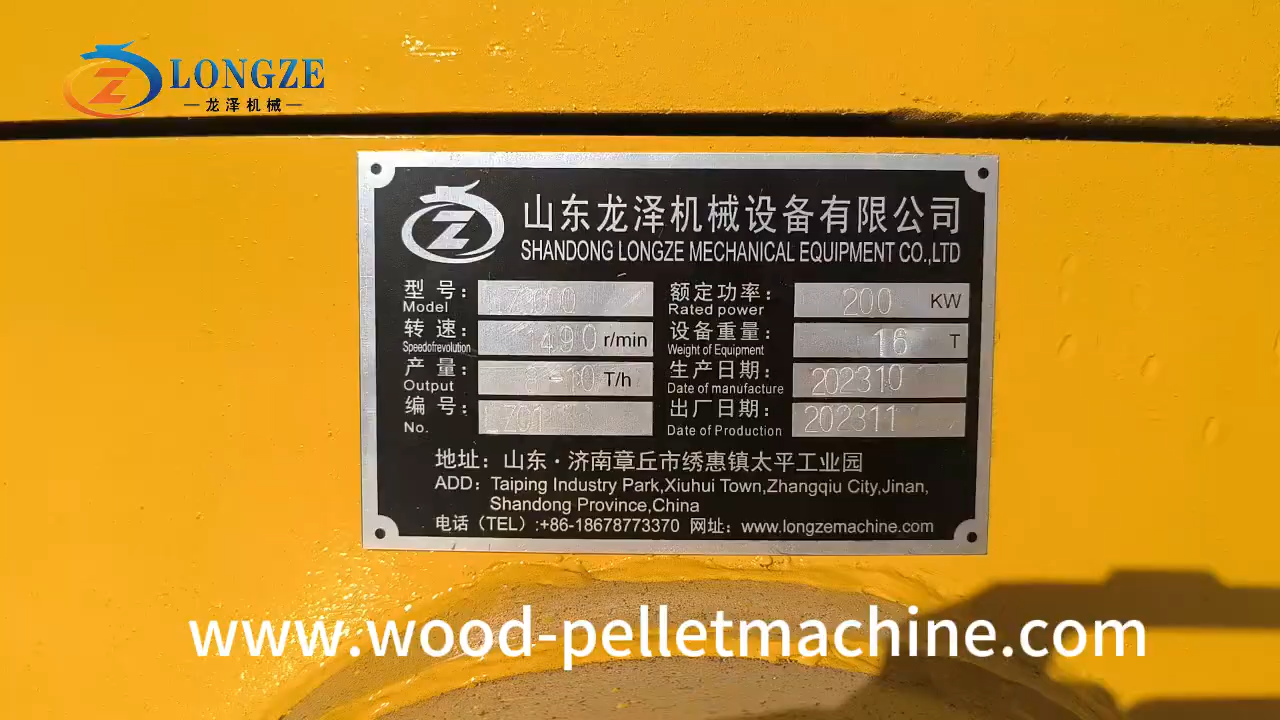 LONGZE
龙泽机械
山东龙泽机械设备有限公司
SHANDONG LONGZE MECHANICAL EQUIPMENT CO.,LTD
型号：
Model
额定功率： 200 KW
Rated power
转速： 1490 r/min
Speedofrevolution
设备重量： 16 T
Weight of Equipment
产量： 8-10 T/h
Output
生产日期： 202310
Date of manufacture
编号：
No.
出厂日期： 202311
Date of Production
地址：山东·济南章丘市绣惠镇太平工业园
ADD: Taiping Industry Park,Xiuhui Town,Zhangqiu City,Jinan,
Shandong Province,China
电话（TEL）:+86-18678773370 网址：www.longzemachine.com
www.wood-pelletmachine.com